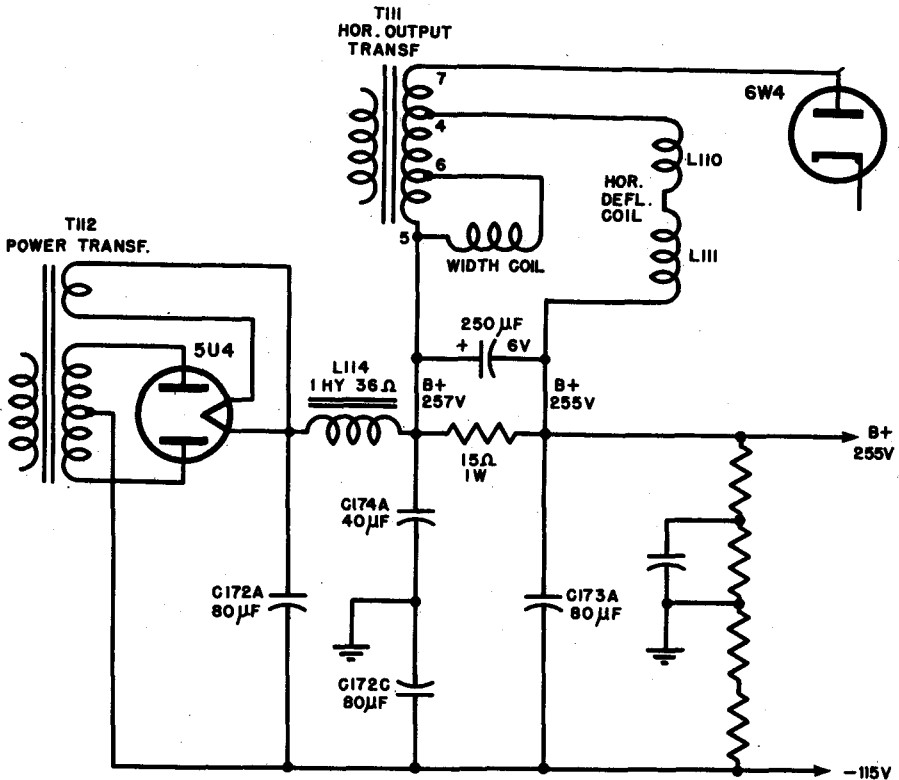 T111
HOR. OUTPUT
TRANSF
7
4
6
5
6W4
L110
HOR.
DEFL.
COIL
L111
WIDTH COIL
T112
POWER TRANSF.
5U4
250 μF
+ 6V
L114
1 HY 36Ω
B+
257V
B+
255V
15Ω
1W
B+
255V
C174A
40μF
C172A
80μF
C173A
80μF
C172C
80μF
-115V